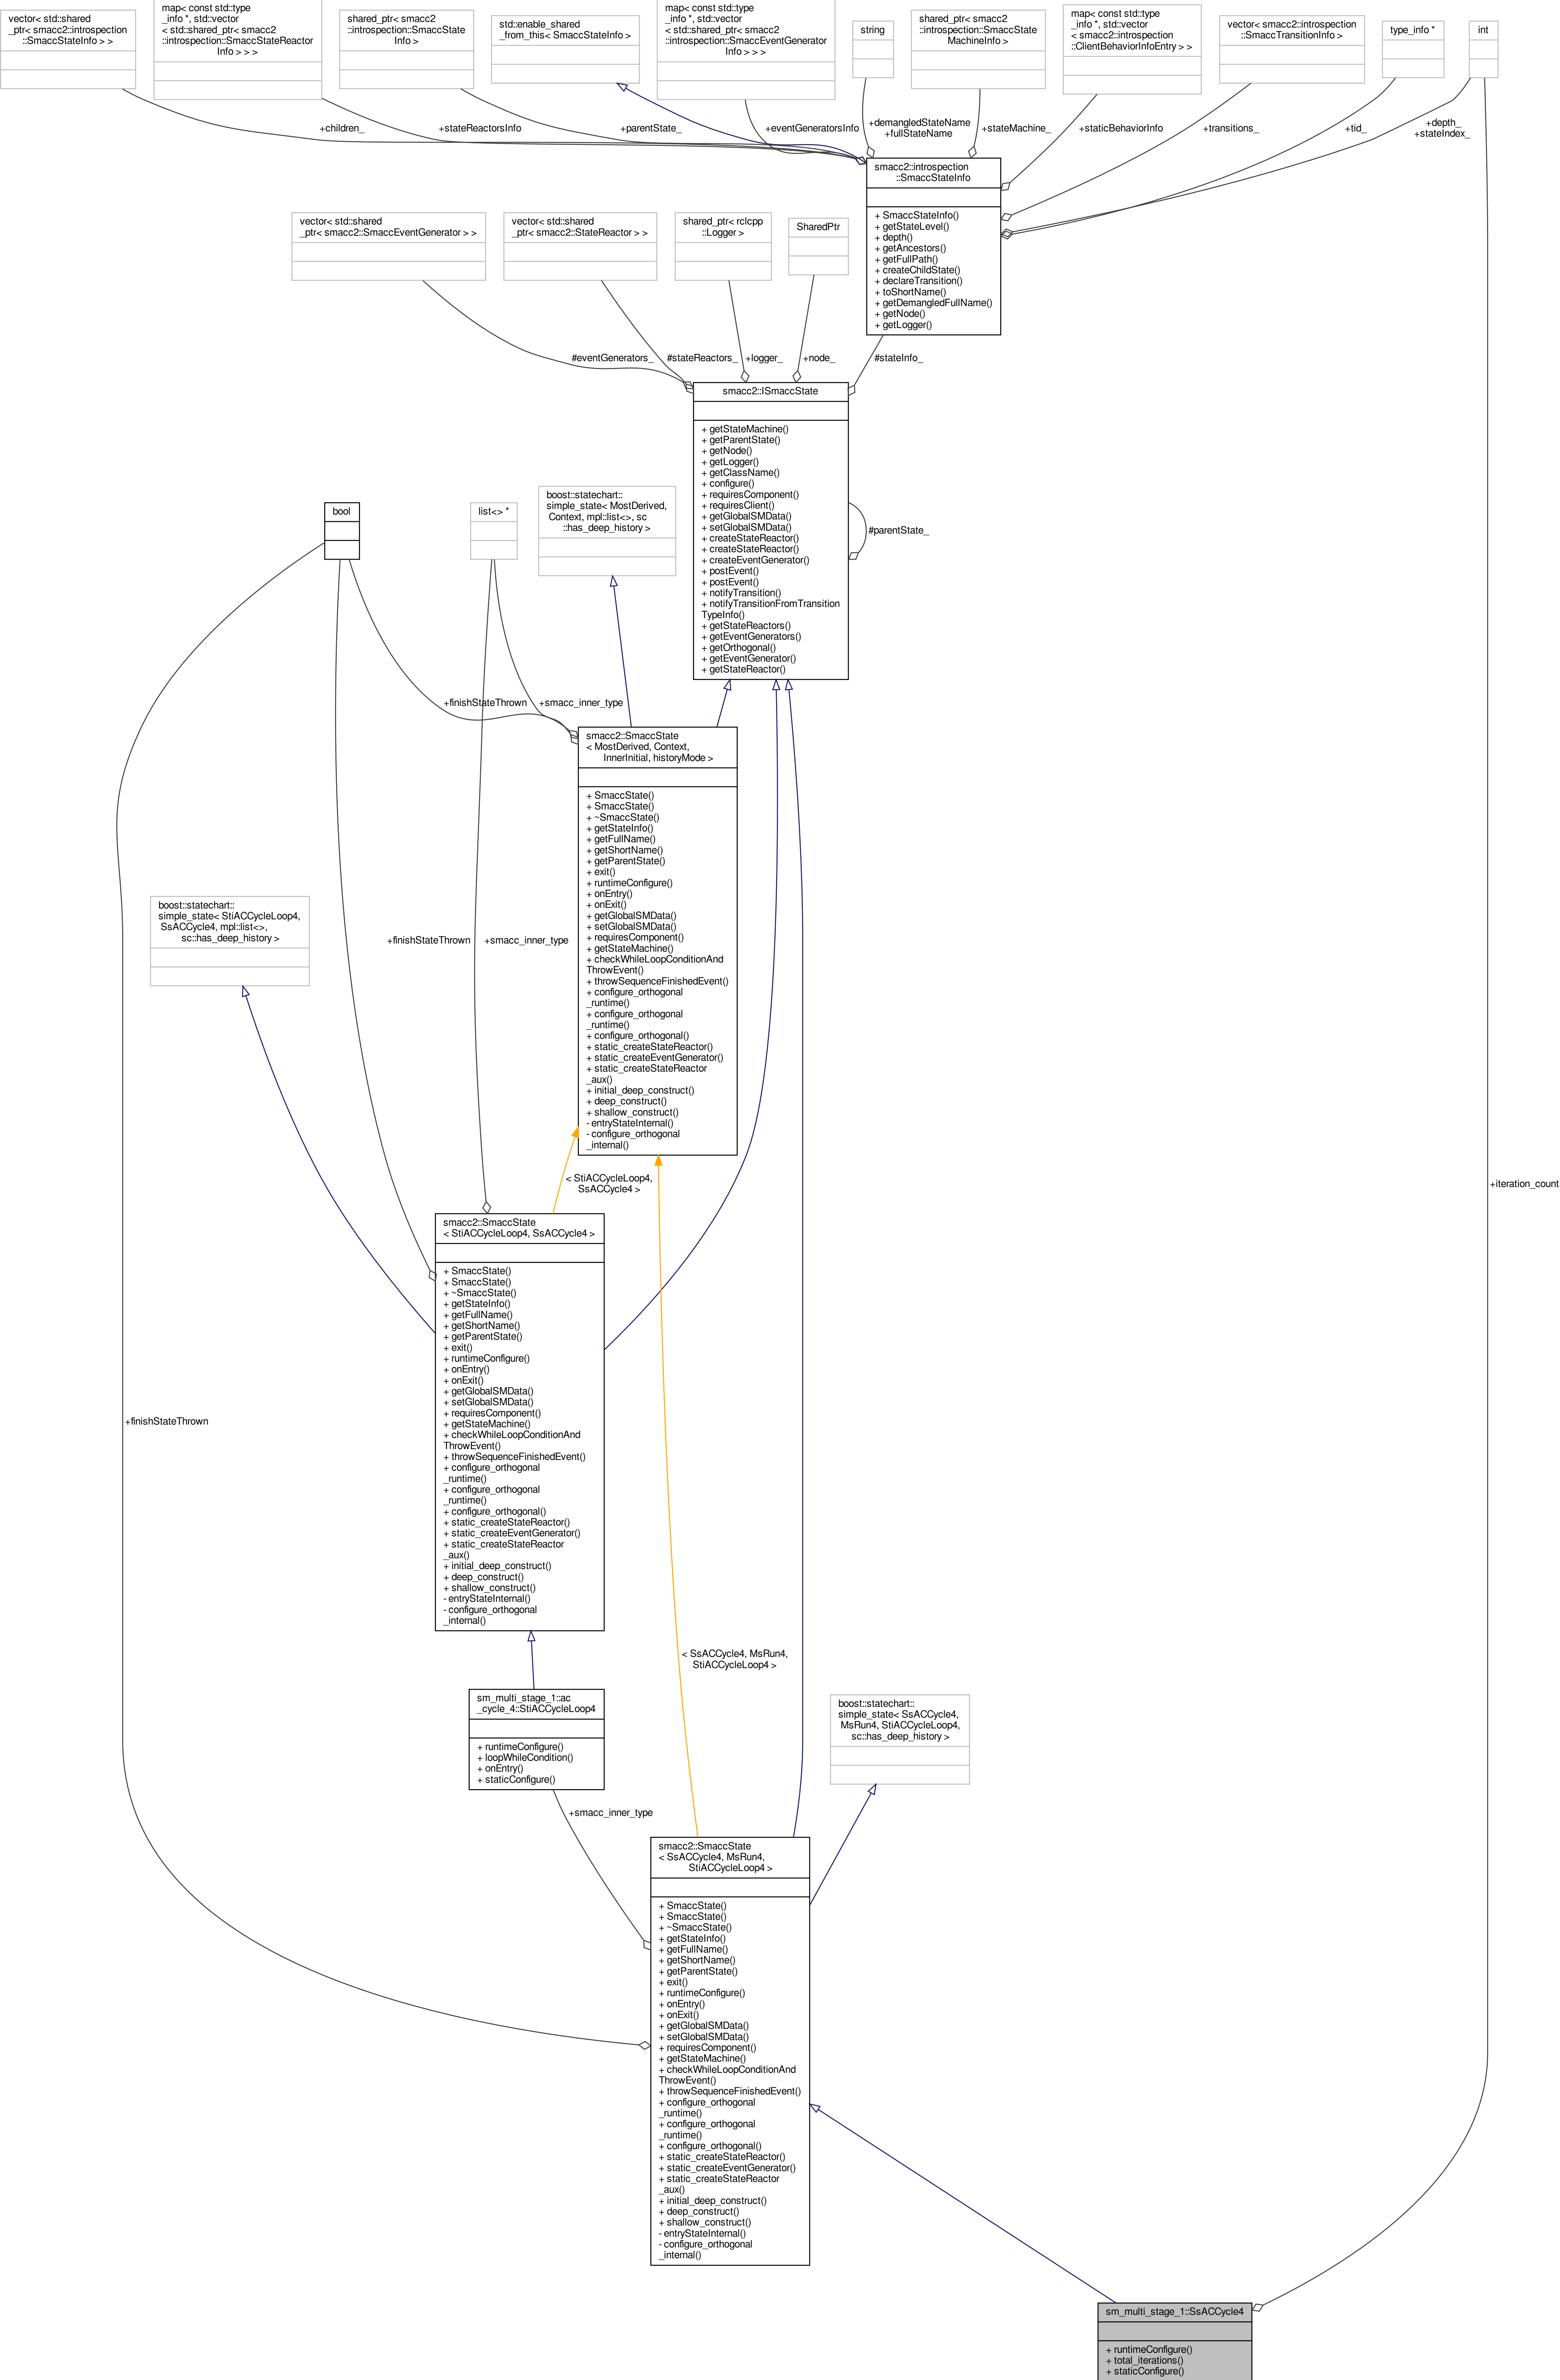 vector< std::shared
_ptr< smacc2::introspection
::SmaccStateInfo > >
map< const std::type
_info *, std::vector
< std::shared_ptr< smacc2
::introspection::SmaccStateReactor
Info > > >
shared_ptr< smacc2
::introspection::SmaccState
Info >
std::enable_shared
_from_this< SmaccStateInfo >
map< const std::type
_info *, std::vector
< std::shared_ptr< smacc2
::introspection::SmaccEventGenerator
Info > > >
string
shared_ptr< smacc2
::introspection::SmaccState
MachineInfo >
map< const std::type
_info *, std::vector
< smacc2::introspection
::ClientBehaviorInfoEntry > >
vector< smacc2::introspection
::SmaccTransitionInfo >
type_info *
int
+children_
+stateReactorsInfo
+parentState_
+eventGeneratorsInfo
+demangledStateName
+fullStateName
+stateMachine_
+staticBehaviorInfo
+transitions_
+tid_
+depth_
+stateIndex_
smacc2::introspection
::SmaccStateInfo
+ SmaccStateInfo()
+ getStateLevel()
+ depth()
+ getAncestors()
+ getFullPath()
+ createChildState()
+ declareTransition()
+ toShortName()
+ getDemangledFullName()
+ getNode()
+ getLogger()
vector< std::shared
_ptr< smacc2::SmaccEventGenerator > >
vector< std::shared
_ptr< smacc2::StateReactor > >
shared_ptr< rclcpp
::Logger >
SharedPtr
#eventGenerators_
#stateReactors_
+logger_
+node_
#stateInfo_
smacc2::ISmaccState
+ getStateMachine()
+ getParentState()
+ getNode()
+ getLogger()
+ getClassName()
+ configure()
+ requiresComponent()
+ requiresClient()
+ getGlobalSMData()
+ setGlobalSMData()
+ createStateReactor()
+ createStateReactor()
+ createEventGenerator()
+ postEvent()
+ postEvent()
+ notifyTransition()
+ notifyTransitionFromTransition
TypeInfo()
+ getStateReactors()
+ getEventGenerators()
+ getOrthogonal()
+ getEventGenerator()
+ getStateReactor()
#parentState_
bool
list<> *
boost::statechart::
simple_state< MostDerived,
Context, mpl::list<>, sc
::has_deep_history >
+finishStateThrown
+smacc_inner_type
smacc2::SmaccState
< MostDerived, Context,
InnerInitial, historyMode >
+ SmaccState()
+ SmaccState()
+ ~SmaccState()
+ getStateInfo()
+ getFullName()
+ getShortName()
+ getParentState()
+ exit()
+ runtimeConfigure()
+ onEntry()
+ onExit()
+ getGlobalSMData()
+ setGlobalSMData()
+ requiresComponent()
+ getStateMachine()
+ checkWhileLoopConditionAnd
ThrowEvent()
+ throwSequenceFinishedEvent()
+ configure_orthogonal
_runtime()
+ configure_orthogonal
_runtime()
+ configure_orthogonal()
+ static_createStateReactor()
+ static_createEventGenerator()
+ static_createStateReactor
_aux()
+ initial_deep_construct()
+ deep_construct()
+ shallow_construct()
- entryStateInternal()
- configure_orthogonal
_internal()
boost::statechart::
simple_state< StiACCycleLoop4,
SsACCycle4, mpl::list<>,
sc::has_deep_history >
+finishStateThrown
+smacc_inner_type
< StiACCycleLoop4,
SsACCycle4 >
+iteration_count
smacc2::SmaccState
< StiACCycleLoop4, SsACCycle4 >
+ SmaccState()
+ SmaccState()
+ ~SmaccState()
+ getStateInfo()
+ getFullName()
+ getShortName()
+ getParentState()
+ exit()
+ runtimeConfigure()
+ onEntry()
+ onExit()
+ getGlobalSMData()
+ setGlobalSMData()
+ requiresComponent()
+ getStateMachine()
+ checkWhileLoopConditionAnd
ThrowEvent()
+ throwSequenceFinishedEvent()
+ configure_orthogonal
_runtime()
+ configure_orthogonal
_runtime()
+ configure_orthogonal()
+ static_createStateReactor()
+ static_createEventGenerator()
+ static_createStateReactor
_aux()
+ initial_deep_construct()
+ deep_construct()
+ shallow_construct()
- entryStateInternal()
- configure_orthogonal
_internal()
+finishStateThrown
< SsACCycle4, MsRun4,
StiACCycleLoop4 >
sm_multi_stage_1::ac
_cycle_4::StiACCycleLoop4
+ runtimeConfigure()
+ loopWhileCondition()
+ onEntry()
+ staticConfigure()
boost::statechart::
simple_state< SsACCycle4,
MsRun4, StiACCycleLoop4,
sc::has_deep_history >
+smacc_inner_type
smacc2::SmaccState
< SsACCycle4, MsRun4,
StiACCycleLoop4 >
+ SmaccState()
+ SmaccState()
+ ~SmaccState()
+ getStateInfo()
+ getFullName()
+ getShortName()
+ getParentState()
+ exit()
+ runtimeConfigure()
+ onEntry()
+ onExit()
+ getGlobalSMData()
+ setGlobalSMData()
+ requiresComponent()
+ getStateMachine()
+ checkWhileLoopConditionAnd
ThrowEvent()
+ throwSequenceFinishedEvent()
+ configure_orthogonal
_runtime()
+ configure_orthogonal
_runtime()
+ configure_orthogonal()
+ static_createStateReactor()
+ static_createEventGenerator()
+ static_createStateReactor
_aux()
+ initial_deep_construct()
+ deep_construct()
+ shallow_construct()
- entryStateInternal()
- configure_orthogonal
_internal()
sm_multi_stage_1::SsACCycle4
+ runtimeConfigure()
+ total_iterations()
+ staticConfigure()